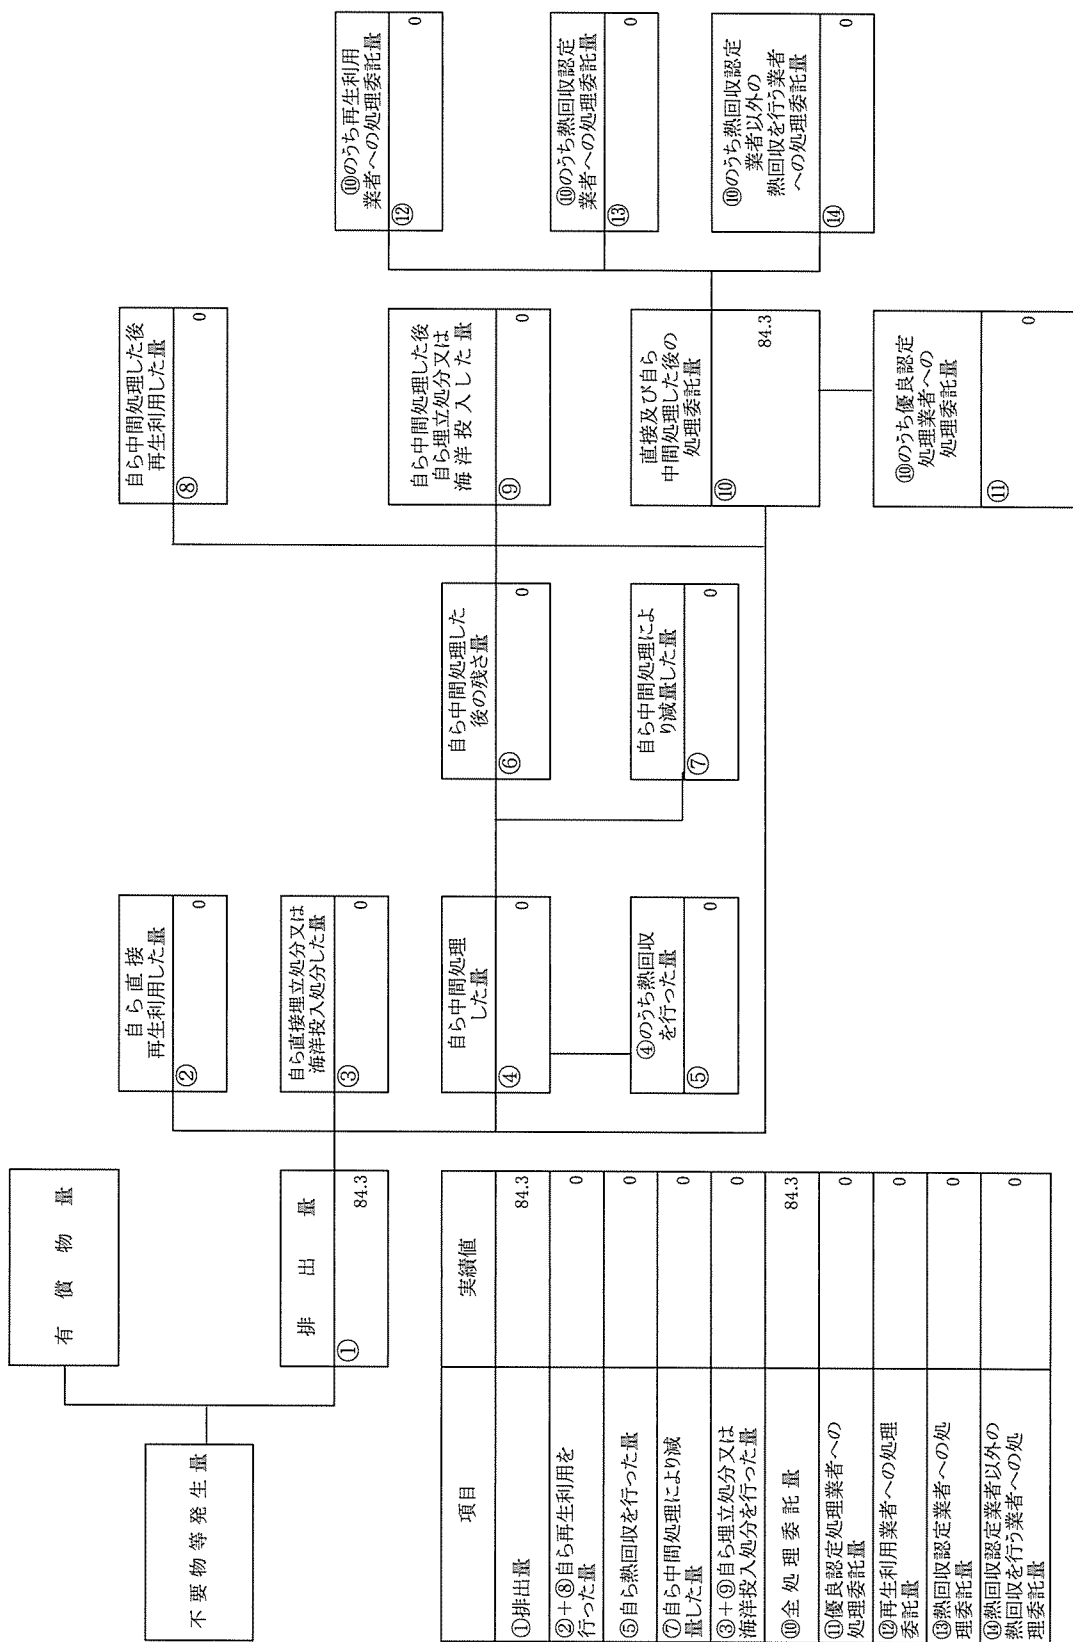 不要物等発生量
有償物量
排出量
①
84.3
自ら直接
再生利用した量
②
0
自ら直接埋立処分又は
海洋投入処分した量
③
0
自ら中間処理
した量
④
0
④のうち熱回収
を行った量
⑤
0
自ら中間処理した
後の残さ量
⑥
0
自ら中間処理によ
り減量した量
⑦
0
自ら中間処理した後
再生利用した量
⑧
0
自ら中間処理した後
自ら埋立処分又は
海洋投入した量
⑨
0
直接及び自ら
中間処理した後の
処理委託量
⑩
84.3
⑩のうち優良認定
処理業者への
処理委託量
⑪
0
⑩のうち再生利用
業者への処理委託量
⑫
0
⑩のうち熱回収認定
業者への処理委託量
⑬
0
⑩のうち熱回収認定
業者以外の
熱回収を行う業者
への処理委託量
⑭
0
項目
実績値
①排出量
84.3
②+⑧自ら再生利用を
行った量
0
⑤自ら熱回収を行った量
0
⑦自ら中間処理により減
量した量
0
③+⑨自ら埋立処分又は
海洋投入処分を行った量
0
⑩全処理委託量
84.3
⑪優良認定処理業者への
処理委託量
0
⑫再生利用業者への処理
委託量
0
⑬熱回収認定業者への処
理委託量
0
⑭熱回収認定業者以外の
熱回収を行う業者への処
理委託量
0